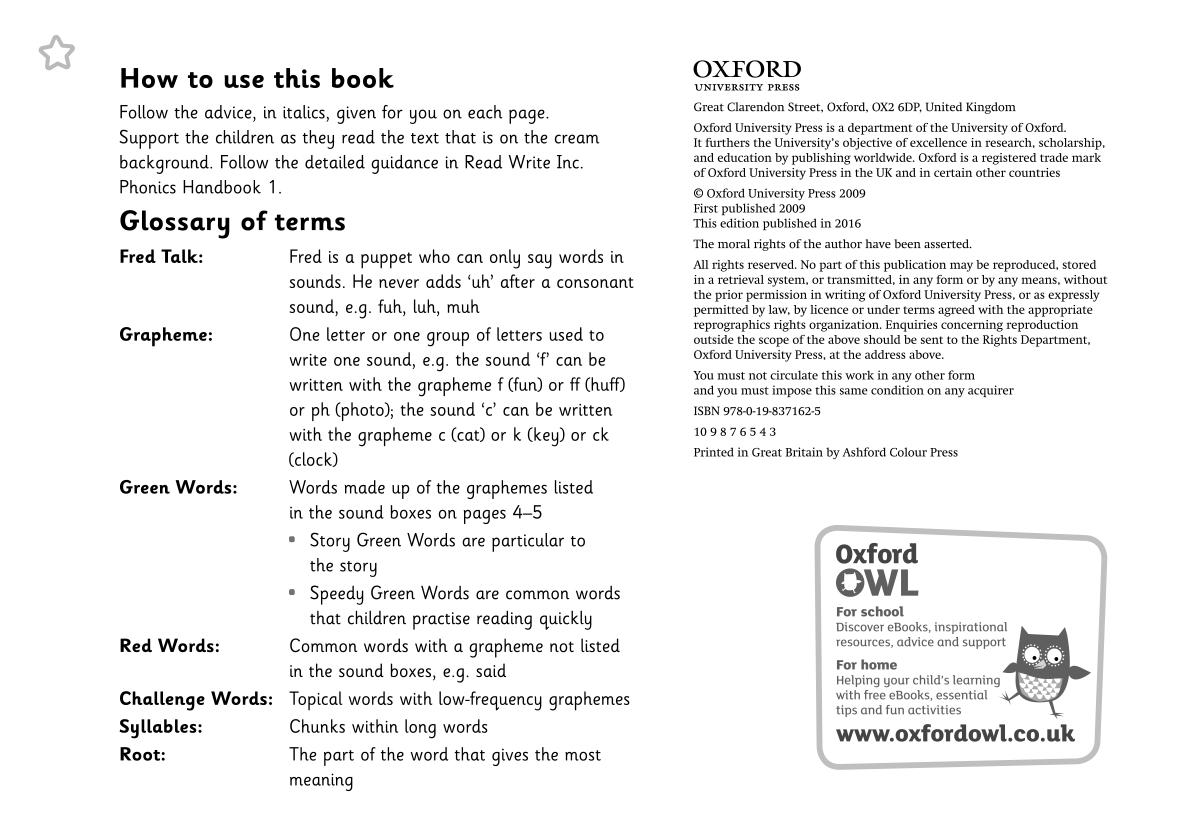 How to use this book
Follow the advice, in italics, given for you on each page.
Support the children as they read the text that is on the cream
background. Follow the detailed guidance in Read Write Inc.
Phonics Handbook 1.
Glossary of terms
Fred Talk: Fred is a puppet who can only say words in
sounds. He never adds ‘uh’ after a consonant
sound, e.g. fuh, luh, muh
Grapheme: One letter or one group of letters used to
write one sound, e.g. the sound ‘f’ can be
written with the grapheme f (fun) or ff (huff)
or ph (photo); the sound ‘c’ can be written
with the grapheme c (cat) or k (key) or ck
(clock)
Green Words: Words made up of the graphemes listed
in the sound boxes on pages 4–5
• Story Green Words are particular to
the story
• Speedy Green Words are common words
that children practise reading quickly
Red Words: Common words with a grapheme not listed
in the sound boxes, e.g. said
Challenge Words: Topical words with low-frequency graphemes
Syllables: Chunks within long words
Root: The part of the word that gives the most
meaning
OXFORD
UNIVERSITY PRESS
Great Clarendon Street, Oxford, OX2 6DP, United Kingdom
Oxford University Press is a department of the University of Oxford.
It furthers the University’s objective of excellence in research, scholarship,
and education by publishing worldwide. Oxford is a registered trade mark
of Oxford University Press in the UK and in certain other countries
© Oxford University Press 2009
First published 2009
This edition published in 2016
The moral rights of the author have been asserted.
All rights reserved. No part of this publication may be reproduced, stored
in a retrieval system, or transmitted, in any form or by any means, without
the prior permission in writing of Oxford University Press, or as expressly
permitted by law, by licence or under terms agreed with the appropriate
reprographics rights organization. Enquiries concerning reproduction
outside the scope of the above should be sent to the Rights Department,
Oxford University Press, at the address above.
You must not circulate this work in any other form
and you must impose this same condition on any acquirer
ISBN 978-0-19-837162-5
10 9 8 7 6 5 4 3
Printed in Great Britain by Ashford Colour Press
Oxford
OWL
For school
Discover eBooks, inspirational
resources, advice and support
For home
Helping your child’s learning
with free eBooks, essential
tips and fun activities
www.oxfordowl.co.uk